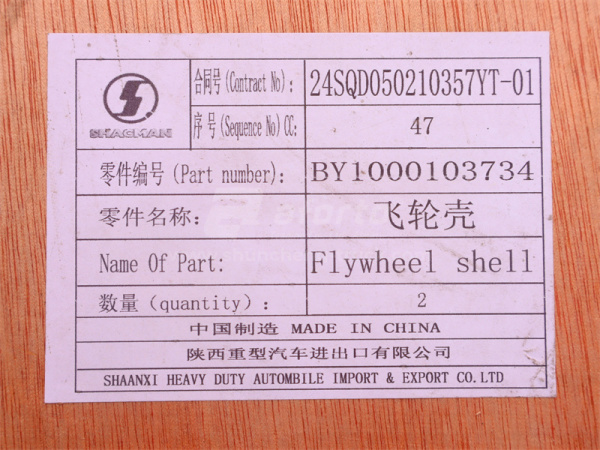 SHACMAN
合同号(Contract No): 24SQD050210357YT-01
序号(Sequence No)CC: 47
零件编号(Part number): BY1000103734
零件名称: 飞轮壳
Name Of Part: Flywheel shell
数量(quantity): 2
中国制造 MADE IN CHINA
陕西重型汽车进出口有限公司
SHAANXI HEAVY DUTY AUTOMBILE IMPORT & EXPORT CO.LTD